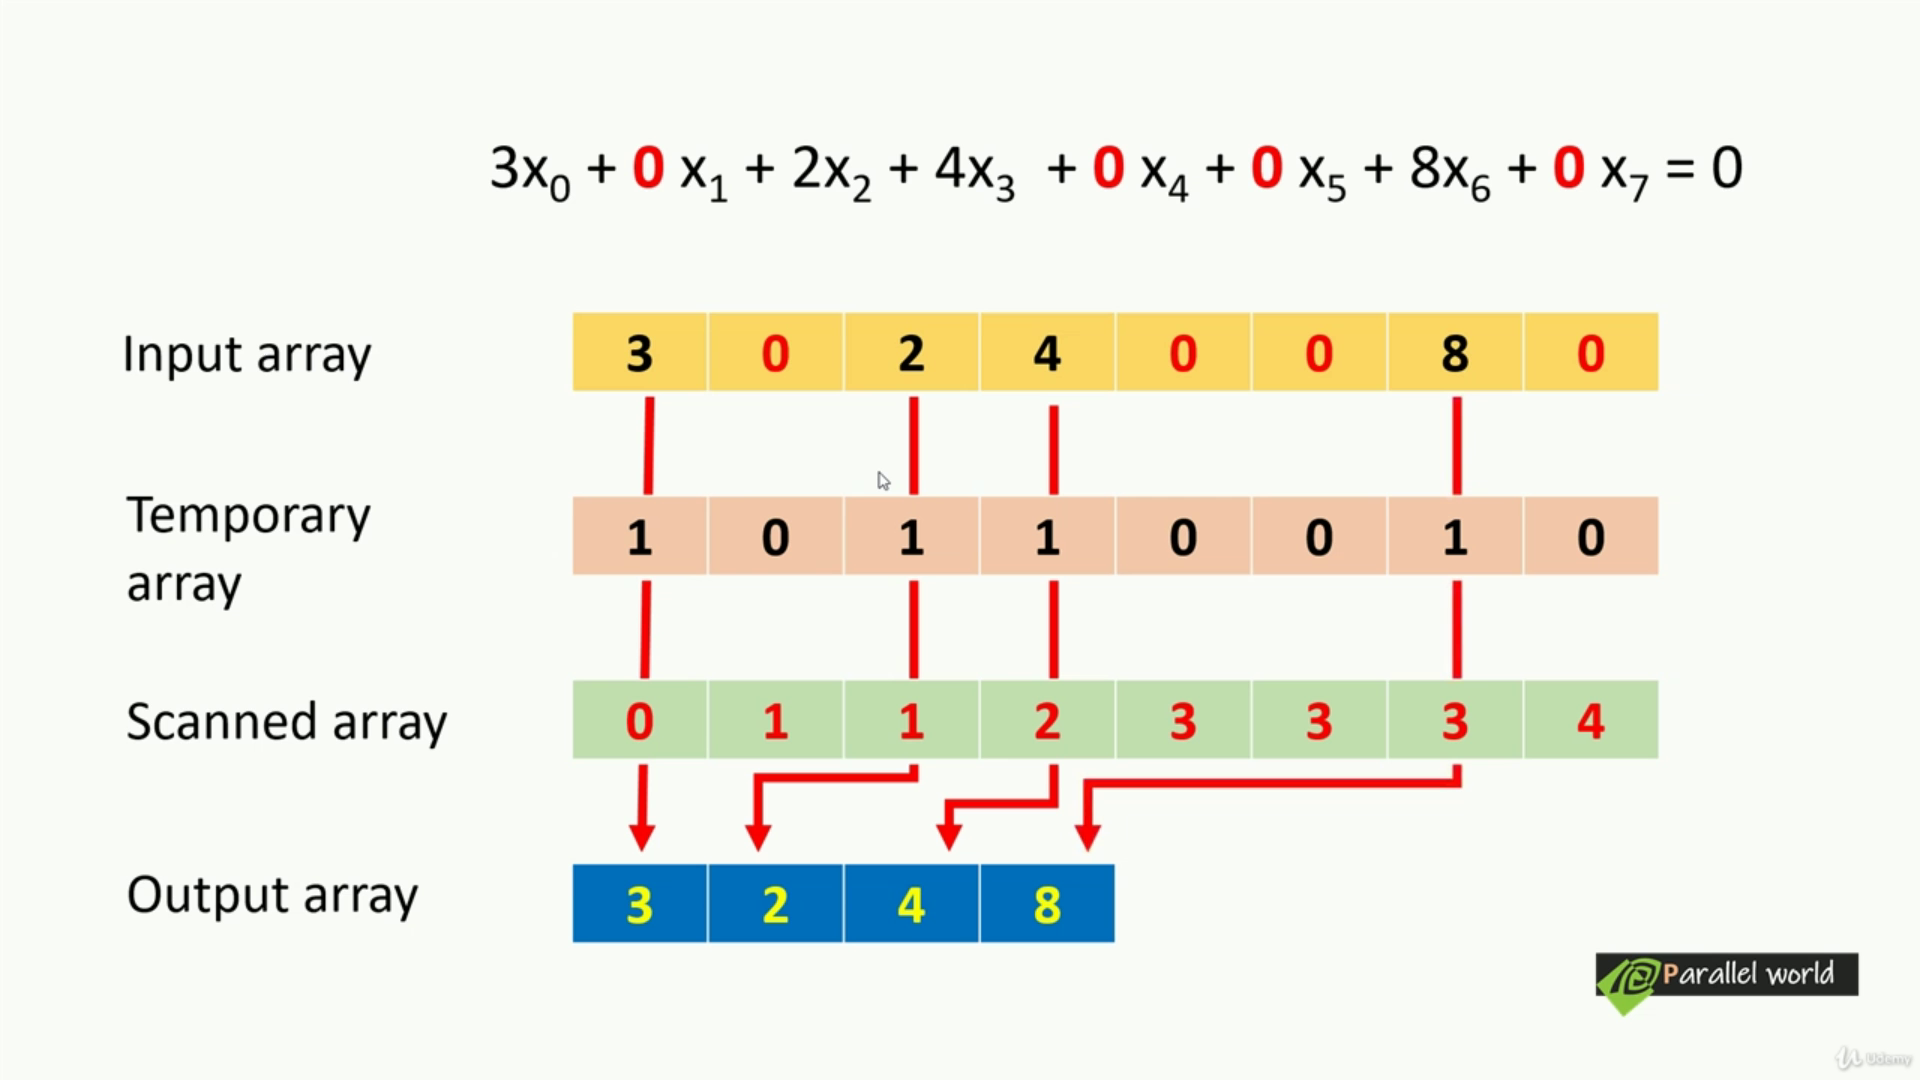 3x0 + 0 x1 + 2x2 + 4x3 + 0 x4 + 0 x5 + 8x6 + 0 x7 = 0
Input array 3 0 2 4 0 0 8 0
Temporary array 1 0 1 1 0 0 1 0
Scanned array 0 1 1 2 3 3 3 4
Output array 3 2 4 8
Parallel world
Udemy